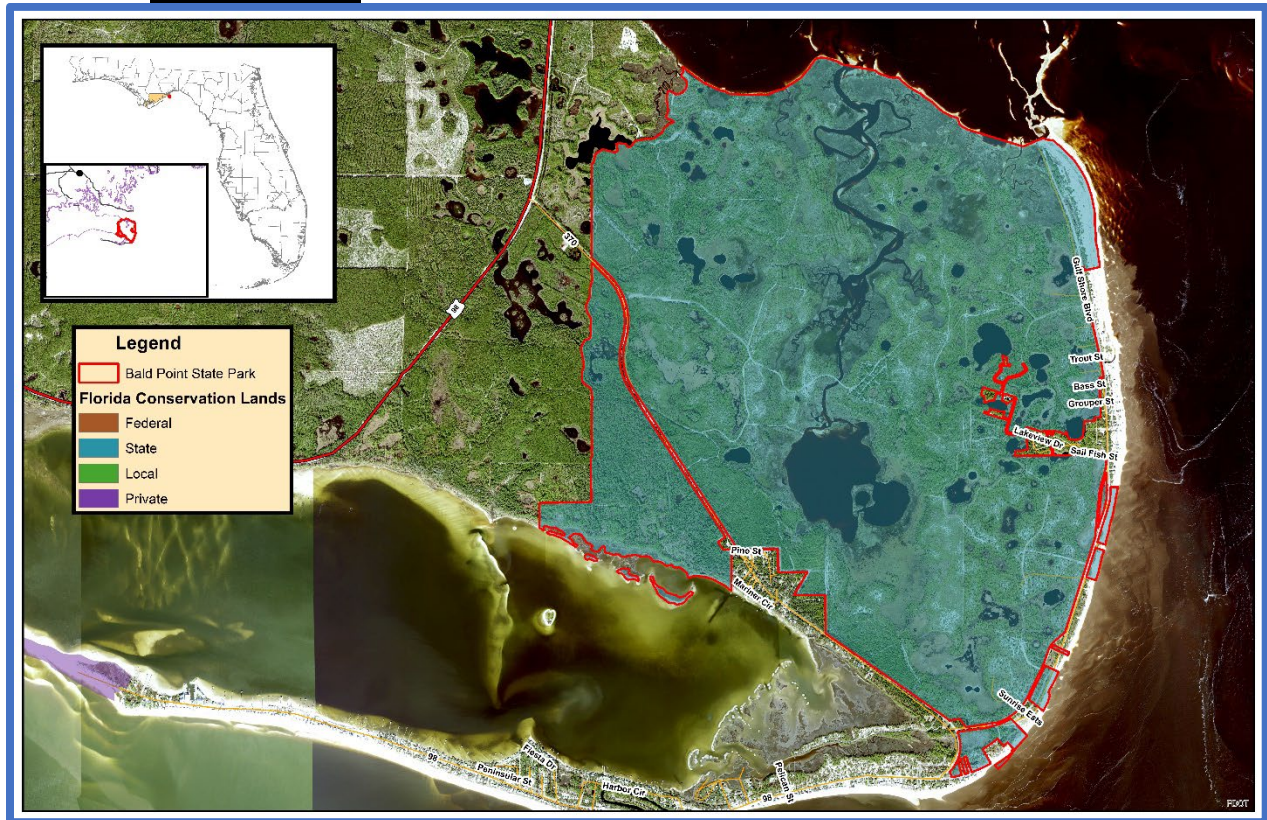 Legend
Bald Point State Park
Florida Conservation Lands
Federal
State
Local
Private
370
98
Gulf Shore Blvd
Trout St
Bass St
Grouper St
Lakeview Dr
Sail Fish St
Pine St
Mariner Cir
Sunrise Ests
Fiesta Dr
98
Peninsular St
Harbor Cir
98
Pelican St
FDOT